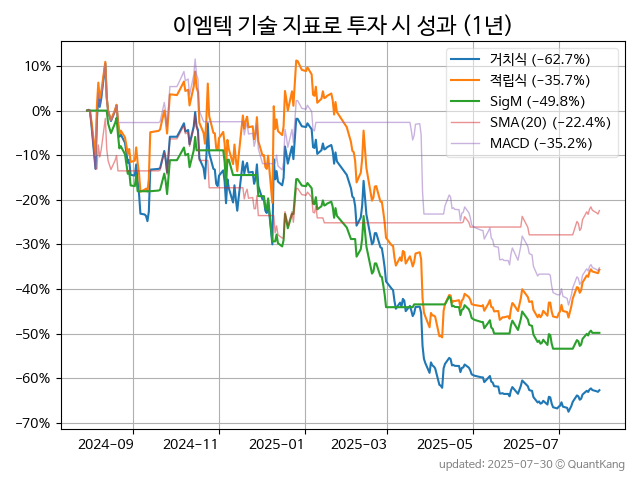 이엠텍 기술 지표로 투자 시 성과 (1년)
거치식 (−62.7%)
적립식 (−35.7%)
SigM (−49.8%)
SMA(20) (−22.4%)
MACD (−35.2%)
10%
0%
−10%
−20%
−30%
−40%
−50%
−60%
−70%
2024-09
2024-11
2025-01
2025-03
2025-05
2025-07
updated: 2025-07-30 © QuantKang